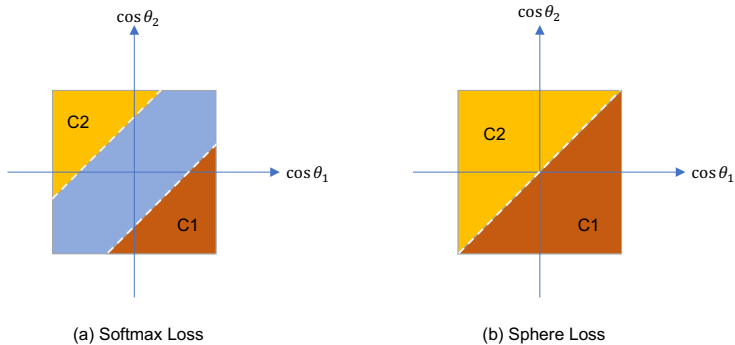 cos θ₂
C2
cos θ₁
C1
(a) Softmax Loss
cos θ₂
C2
cos θ₁
C1
(b) Sphere Loss